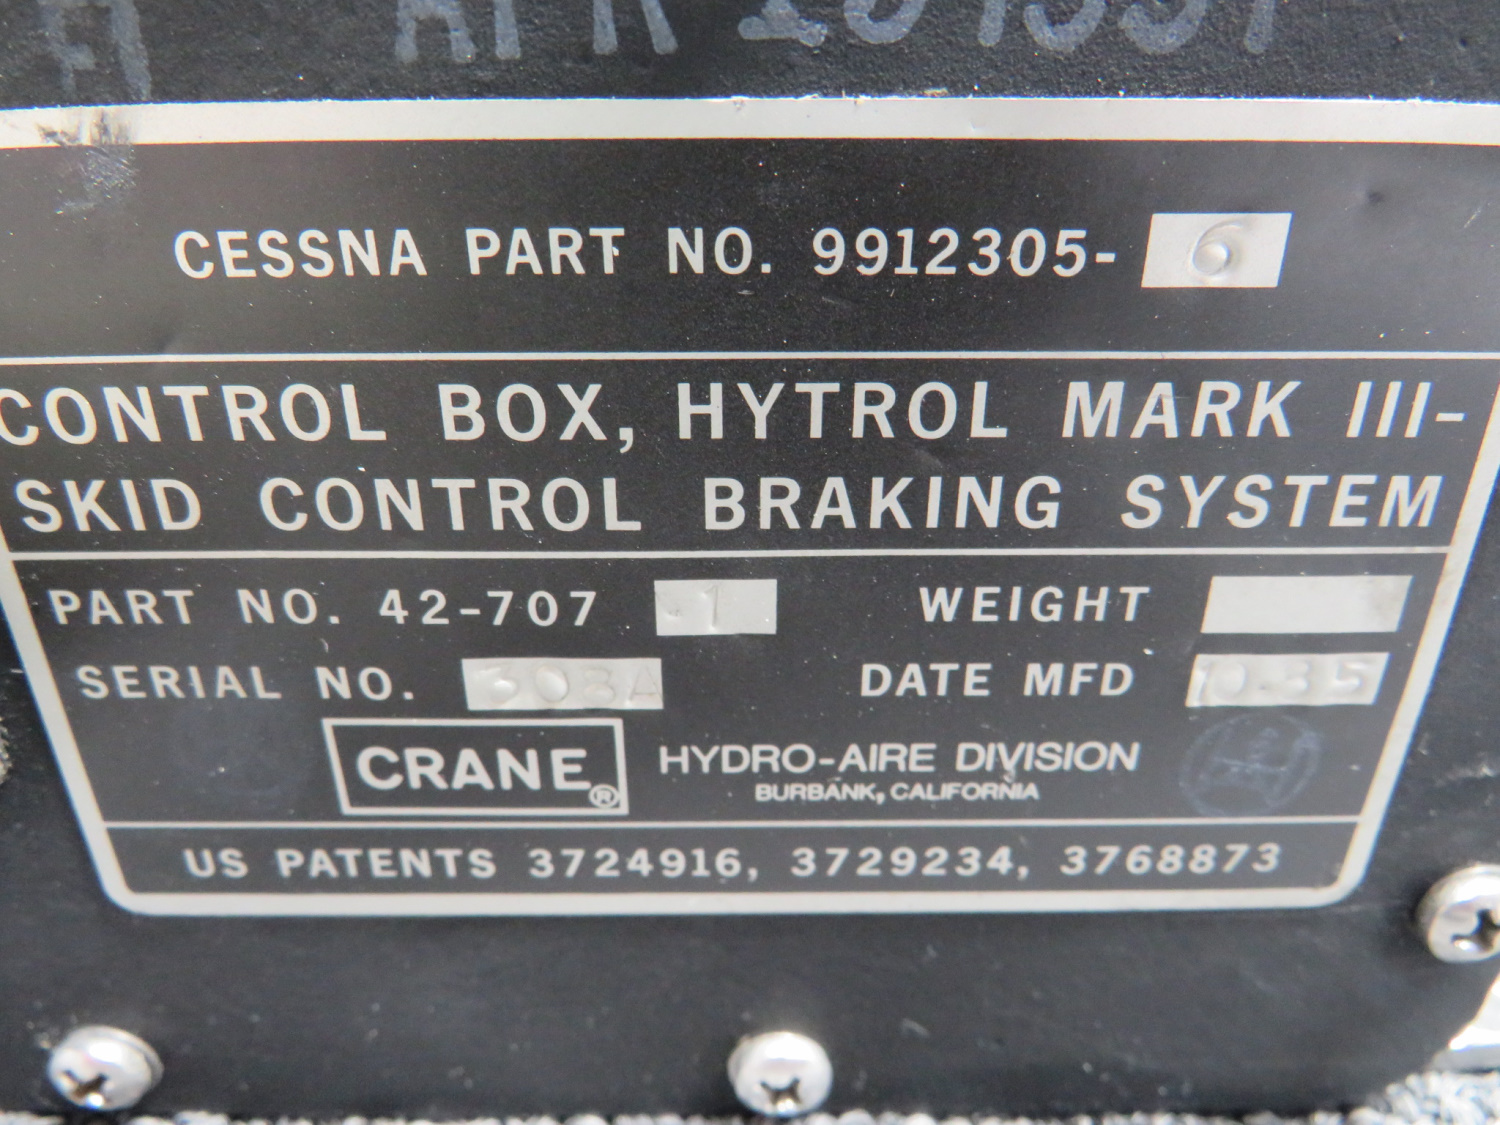 CESSNA PART NO. 9912305- 6
CONTROL BOX, HYTROL MARK III-
SKID CONTROL BRAKING SYSTEM
PART NO. 42-707 -1 WEIGHT
SERIAL NO. 308A DATE MFD
CRANE® HYDRO-AIRE DIVISION
BURBANK, CALIFORNIA
US PATENTS 3724916, 3729234, 3768873